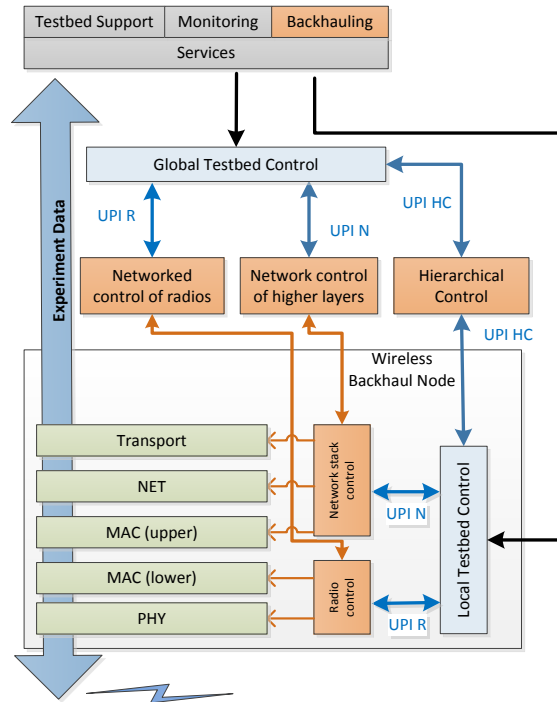 Testbed Support
Monitoring
Backhauling
Services
Global Testbed Control
UPI R
UPI N
UPI HC
Experiment Data
Networked
control of radios
Network control
of higher layers
Hierarchical
Control
UPI HC
Wireless
Backhaul Node
Transport
NET
MAC (upper)
MAC (lower)
PHY
Network stack
control
Radio
control
UPI N
UPI R
Local Testbed Control